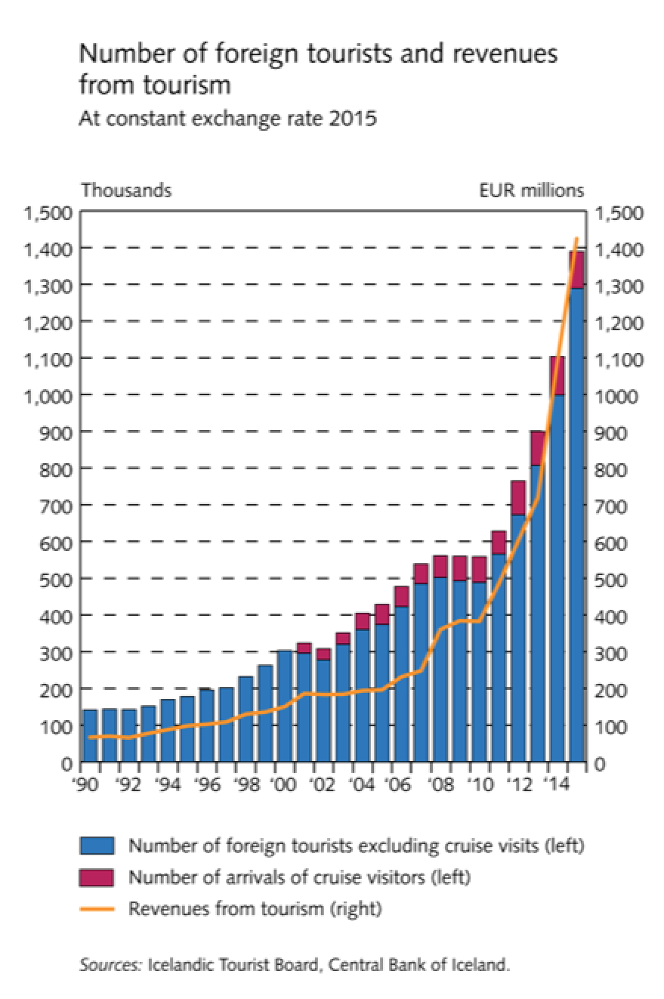 Number of foreign tourists and revenues
from tourism
At constant exchange rate 2015
Thousands EUR millions
1,500 1,500
1,400 1,400
1,300 1,300
1,200 1,200
1,100 1,100
1,000 1000
900 900
800 800
700 700
600 600
500 500
400 400
300 300
200 200
100 100
0 0
‘90 ‘92 ‘94 ‘96 ‘98 ‘00 ‘02 ‘04 ‘06 ‘08 ‘10 ‘12 ‘14
Number of foreign tourists excluding cruise visits (left)
Number of arrivals of cruise visitors (left)
Revenues from tourism (right)
Sources: Icelandic Tourist Board, Central Bank of Iceland.